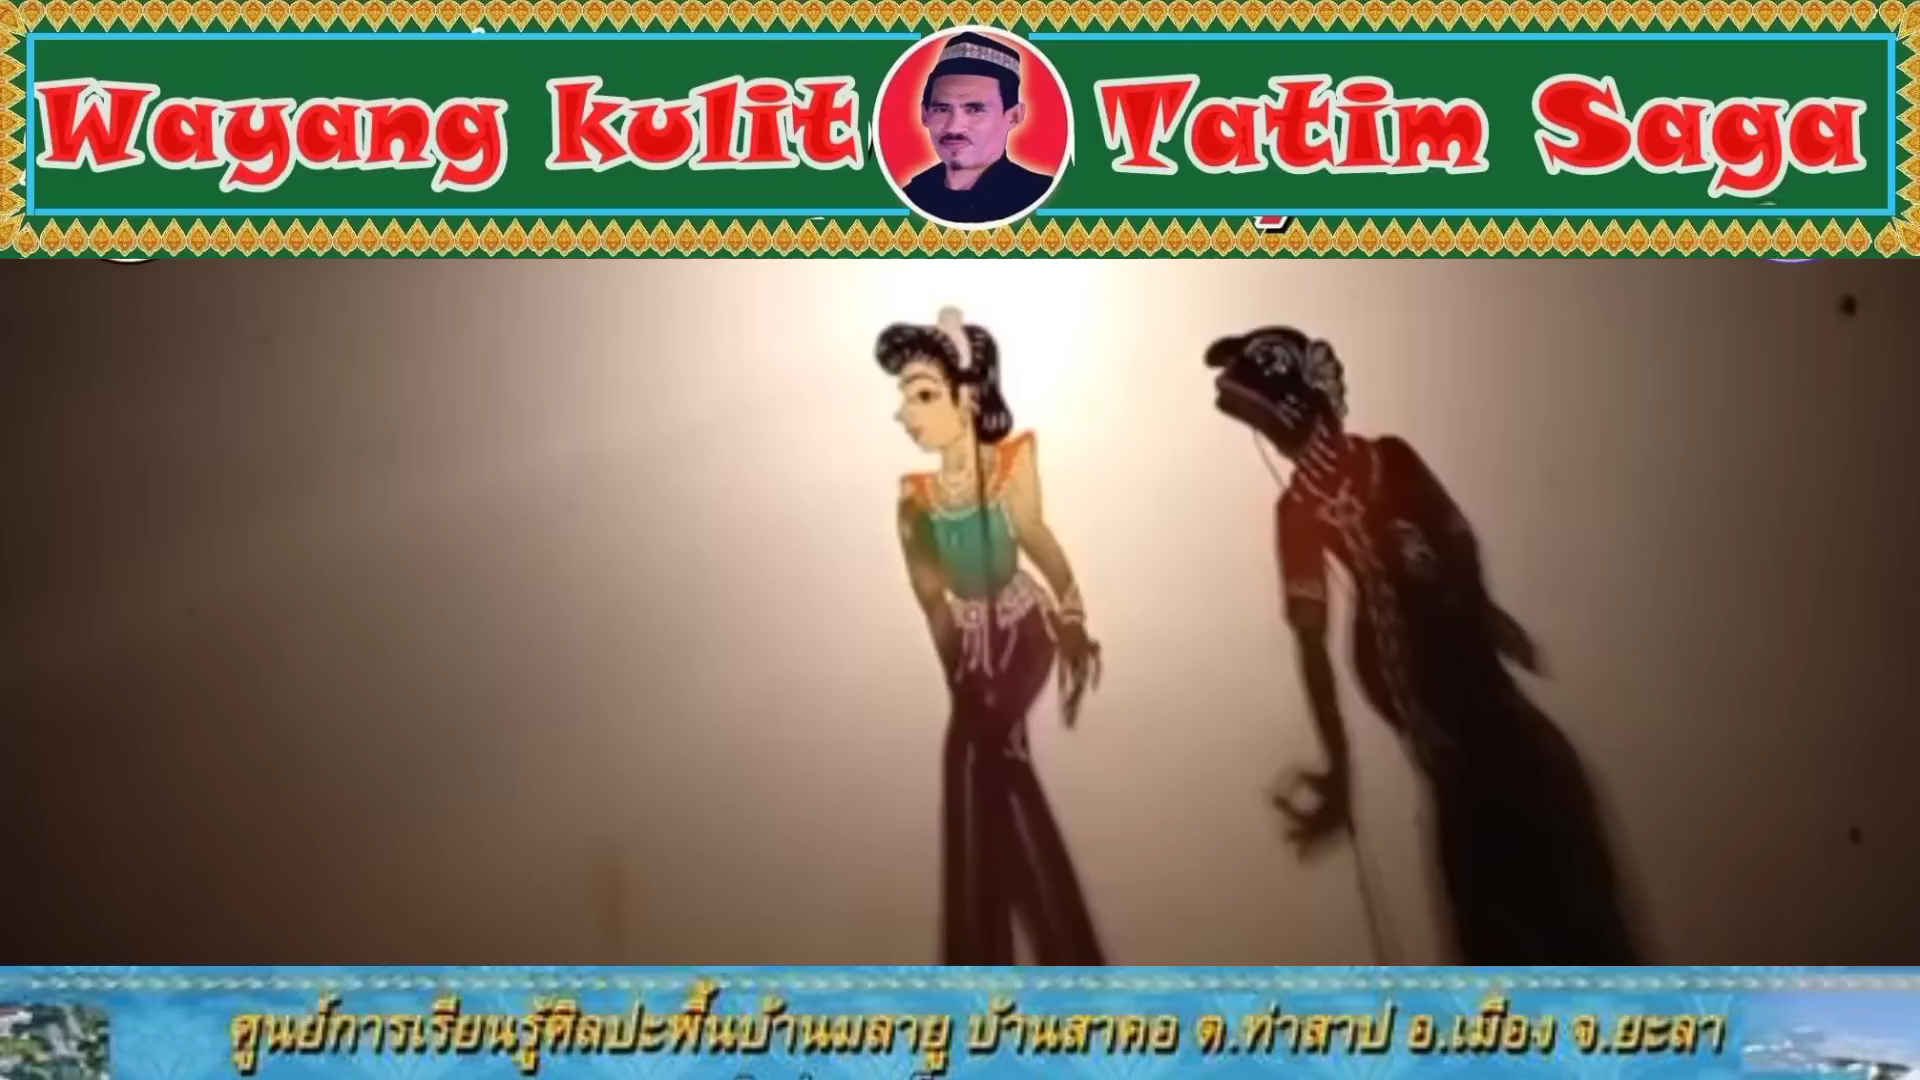 Wayang kulit Tatim Saga
ศูนย์การเรียนรู้ศิลปะพื้นบ้านมลายู บ้านสาคอ ต.ท่าสาป อ.เมือง จ.ยะลา